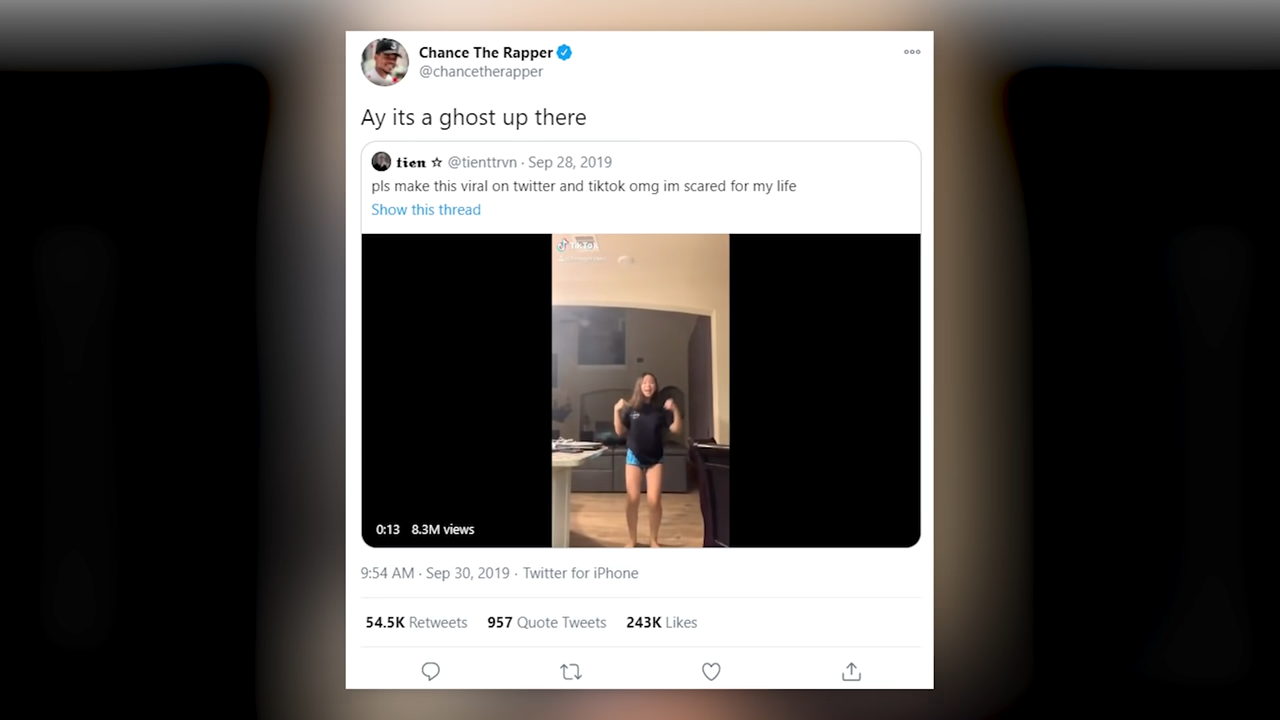 Chance The Rapper
@chancetherapper
Ay its a ghost up there
tien ☆ @tienttrvn · Sep 28, 2019
pls make this viral on twitter and tiktok omg im scared for my life
Show this thread
TikTok
0:13 8.3M views
9:54 AM · Sep 30, 2019 · Twitter for iPhone
54.5K Retweets 957 Quote Tweets 243K Likes